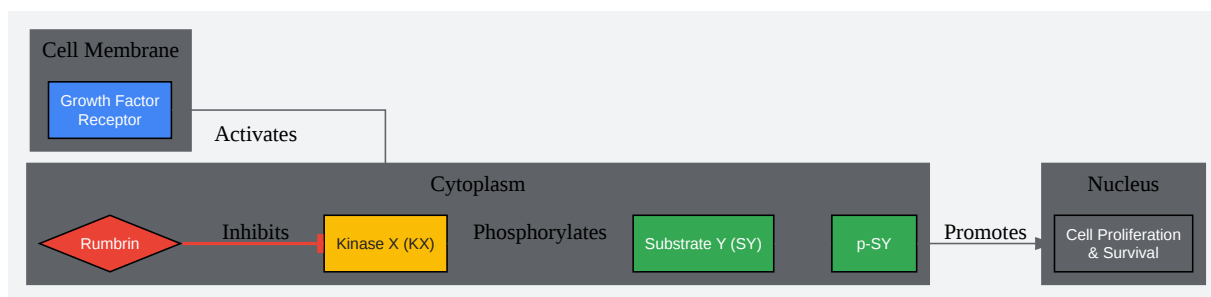 Cell Membrane
Growth Factor
Receptor
Activates
Cytoplasm
Rumbrin
Inhibits
Kinase X (KX)
Phosphorylates
Substrate Y (SY)
p-SY
Promotes
Nucleus
Cell Proliferation
& Survival